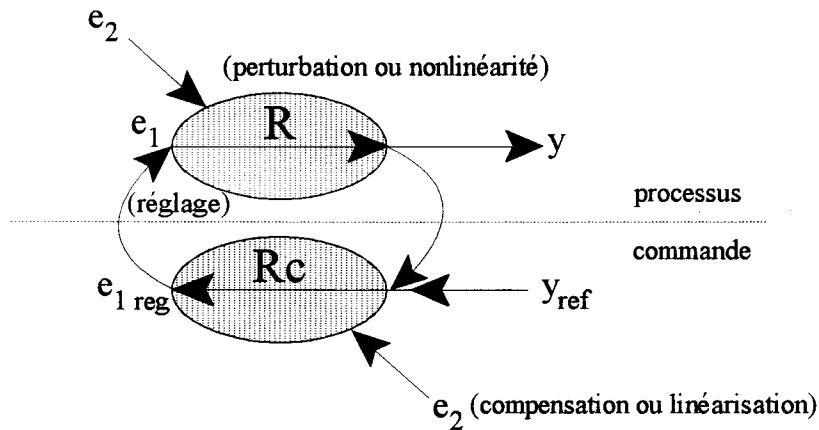 e2
(perturbation ou nonlinéarité)
e1
R
y
(réglage)
processus
commande
e1 reg
Rc
yref
e2 (compensation ou linéarisation)